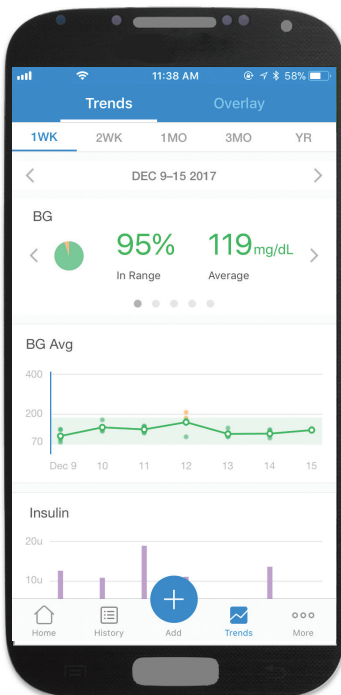 11:38 AM 58%
Trends Overlay
1WK 2WK 1MO 3MO YR
DEC 9–15 2017
BG
95% 119 mg/dL
In Range Average
BG Avg
400
200
70
Dec 9 10 11 12 13 14 15
Insulin
20u
10u
Home History Add Trends More